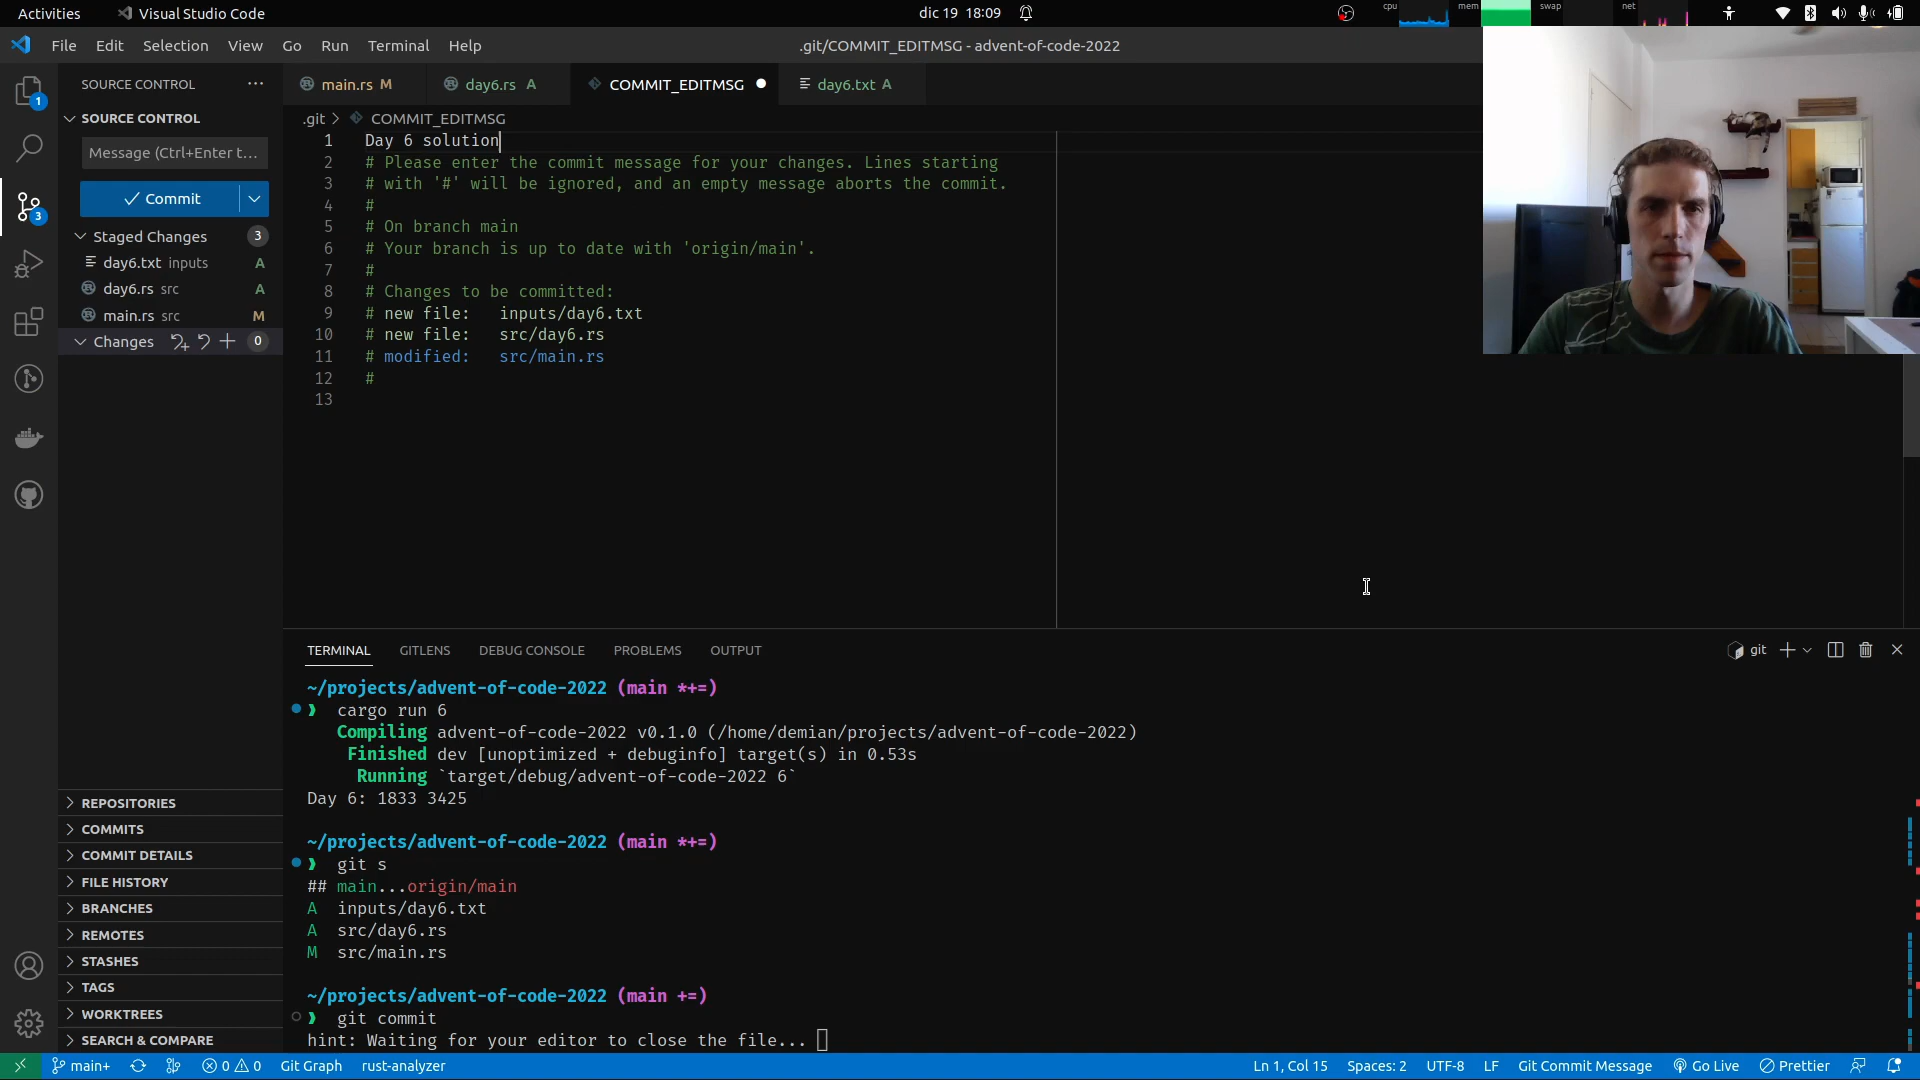 Activities
Visual Studio Code
dic 19 18:09
cpu
mem
swap
net
File Edit Selection View Go Run Terminal Help
.git/COMMIT_EDITMSG - advent-of-code-2022
1
SOURCE CONTROL
main.rs M
day6.rs A
COMMIT_EDITMSG
day6.txt A
SOURCE CONTROL
.git
COMMIT_EDITMSG
Message (Ctrl+Enter t...
Commit
3
Staged Changes 3
day6.txt inputs A
day6.rs src A
main.rs src M
Changes 0
1 Day 6 solution
2 # Please enter the commit message for your changes. Lines starting
3 # with '#' will be ignored, and an empty message aborts the commit.
4 #
5 # On branch main
6 # Your branch is up to date with 'origin/main'.
7 #
8 # Changes to be committed:
9 # new file:   inputs/day6.txt
10 # new file:   src/day6.rs
11 # modified:   src/main.rs
12 #
13
REPOSITORIES
COMMITS
COMMIT DETAILS
FILE HISTORY
BRANCHES
REMOTES
STASHES
TAGS
WORKTREES
SEARCH & COMPARE
TERMINAL GITLENS DEBUG CONSOLE PROBLEMS OUTPUT
git
~/projects/advent-of-code-2022 (main *+=)
❱ cargo run 6
Compiling advent-of-code-2022 v0.1.0 (/home/demian/projects/advent-of-code-2022)
Finished dev [unoptimized + debuginfo] target(s) in 0.53s
Running `target/debug/advent-of-code-2022 6`
Day 6: 1833 3425
~/projects/advent-of-code-2022 (main *+=)
❱ git s
## main...origin/main
A  inputs/day6.txt
A  src/day6.rs
M  src/main.rs
~/projects/advent-of-code-2022 (main +=)
❱ git commit
hint: Waiting for your editor to close the file...
main+
0
0
Git Graph
rust-analyzer
Ln 1, Col 15
Spaces: 2
UTF-8
LF
Git Commit Message
Go Live
Prettier